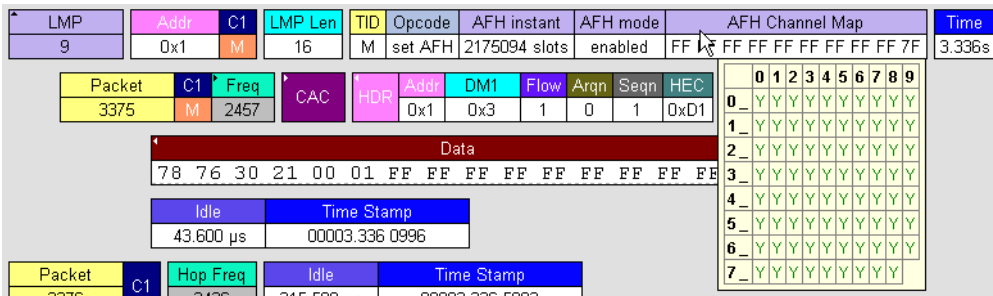 LMP Addr C1 LMP Len TID Opcode AFH instant AFH mode AFH Channel Map Time
9 0x1 M 16 M set AFH 2175094 slots enabled FF FF FF FF FF FF FF FF 7F 3.336s
Packet C1 Freq CAC HDR Addr DM1 Flow Arqn Seqn HEC
3375 M 2457 0x1 0x3 1 0 1 0xD1
Data
78 76 30 21 00 01 FF FF FF FF FF FF FF FF FF
0 1 2 3 4 5 6 7 8 9
0_ Y Y Y Y Y Y Y Y Y Y
1_ Y Y Y Y Y Y Y Y Y Y
2_ Y Y Y Y Y Y Y Y Y Y
3_ Y Y Y Y Y Y Y Y Y Y
4_ Y Y Y Y Y Y Y Y Y Y
5_ Y Y Y Y Y Y Y Y Y Y
6_ Y Y Y Y Y Y Y Y Y Y
7_ Y Y Y Y Y Y Y Y Y
Idle Time Stamp
43.600 µs 00003.336 0996
Packet C1 Hop Freq Idle Time Stamp